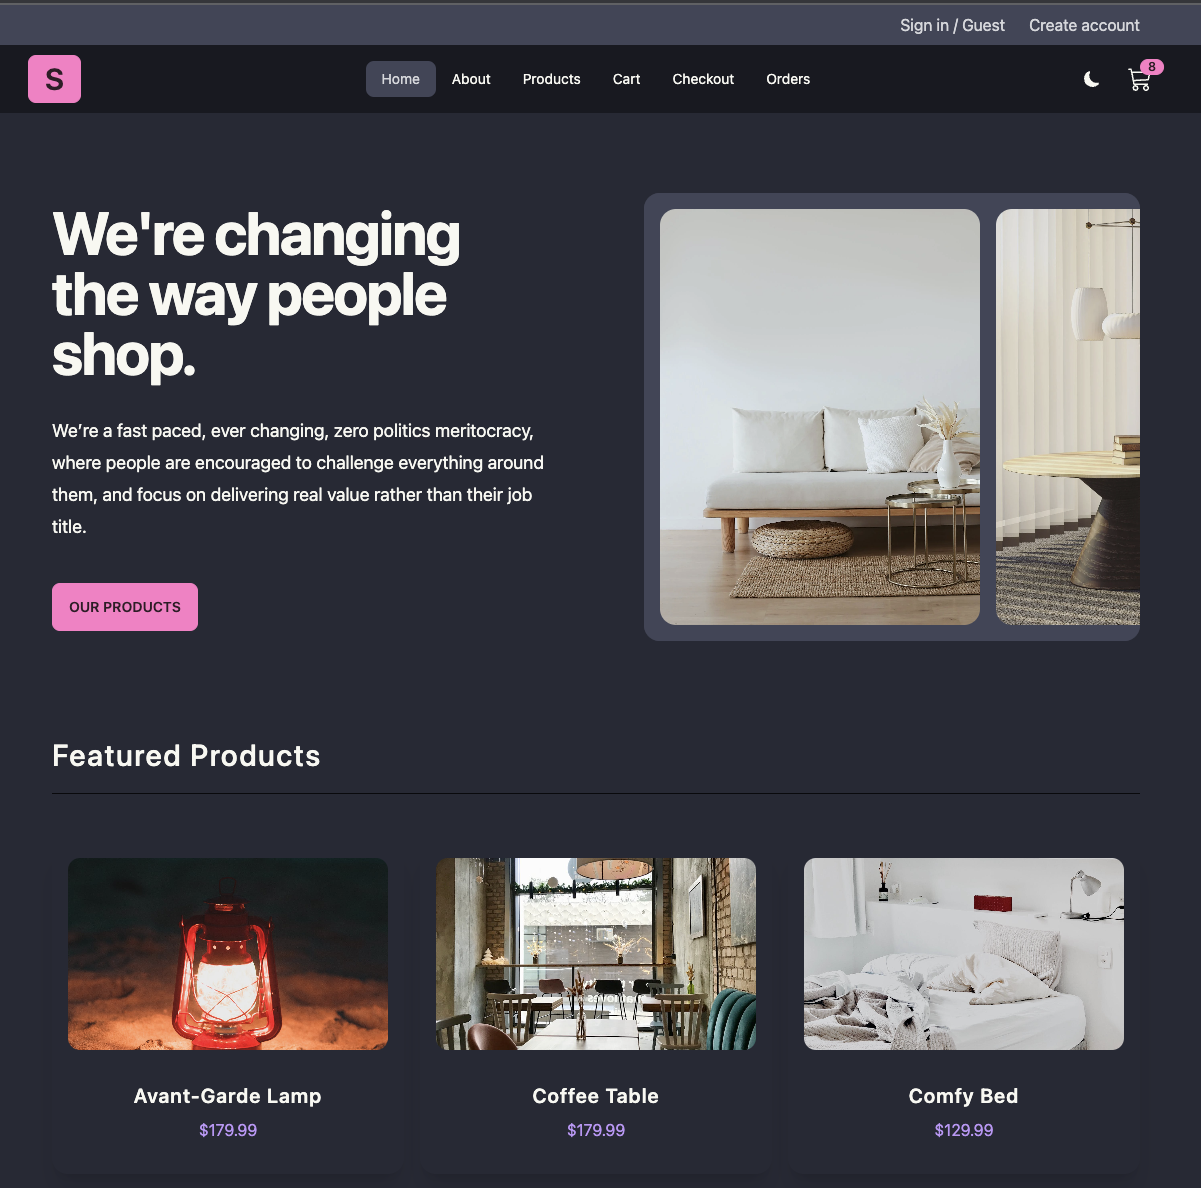 Sign in / Guest Create account
S
Home About Products Cart Checkout Orders
8
We're changing
the way people
shop.
We’re a fast paced, ever changing, zero politics meritocracy,
where people are encouraged to challenge everything around
them, and focus on delivering real value rather than their job
title.
OUR PRODUCTS
Featured Products
Avant-Garde Lamp
$179.99
Coffee Table
$179.99
Comfy Bed
$129.99